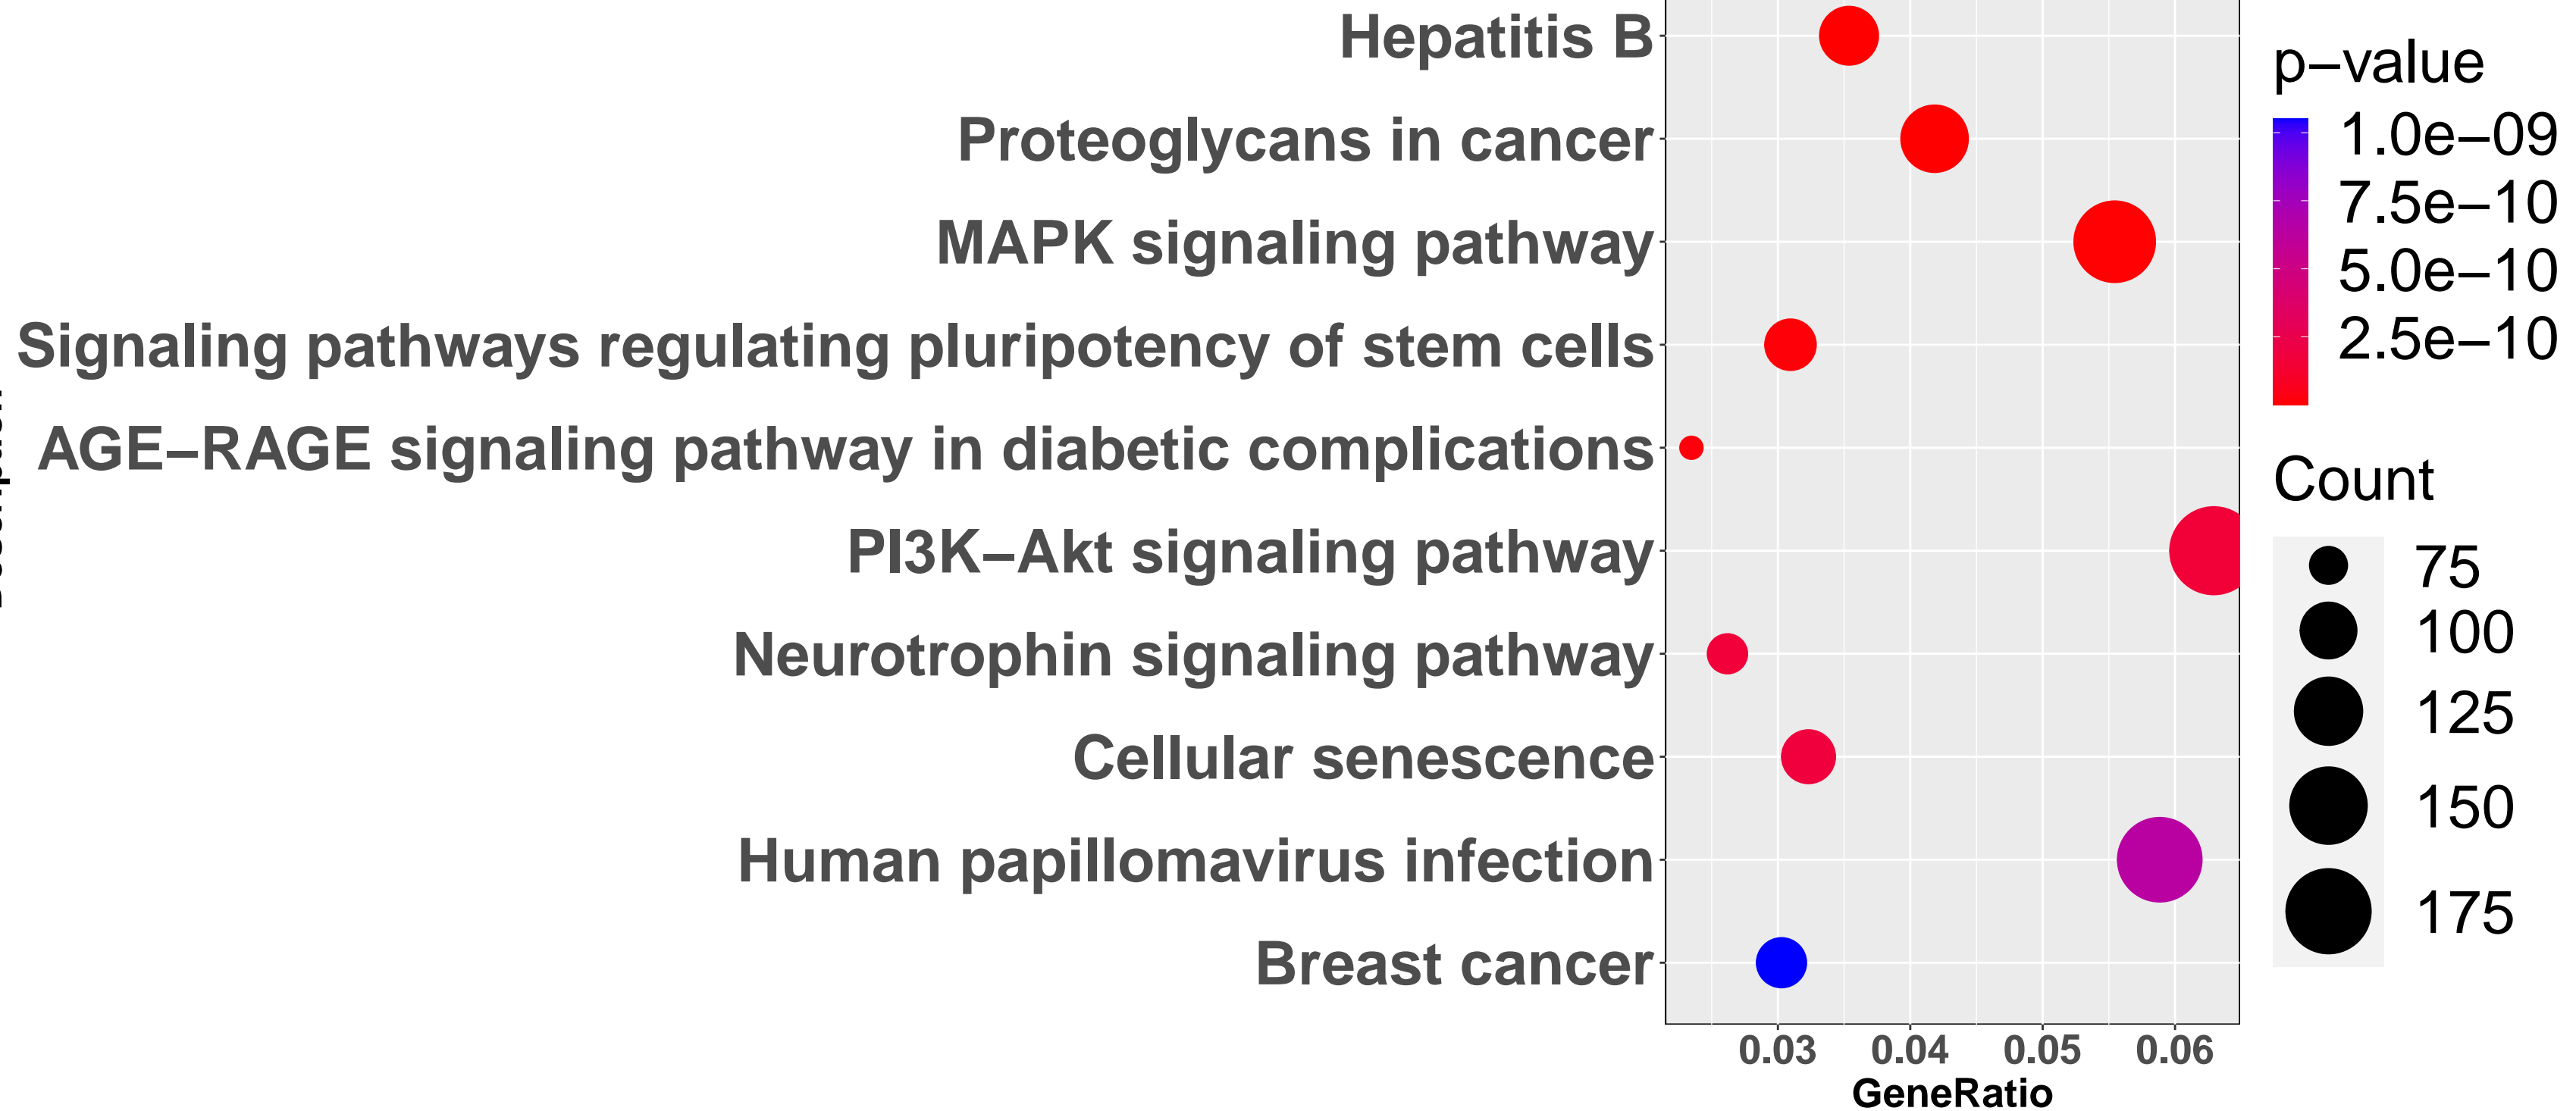 Hepatitis B
Proteoglycans in cancer
MAPK signaling pathway
Signaling pathways regulating pluripotency of stem cells
AGE−RAGE signaling pathway in diabetic complications
PI3K−Akt signaling pathway
Neurotrophin signaling pathway
Cellular senescence
Human papillomavirus infection
Breast cancer
0.03 0.04 0.05 0.06
GeneRatio
p−value
1.0e−09
7.5e−10
5.0e−10
2.5e−10
Count
75
100
125
150
175